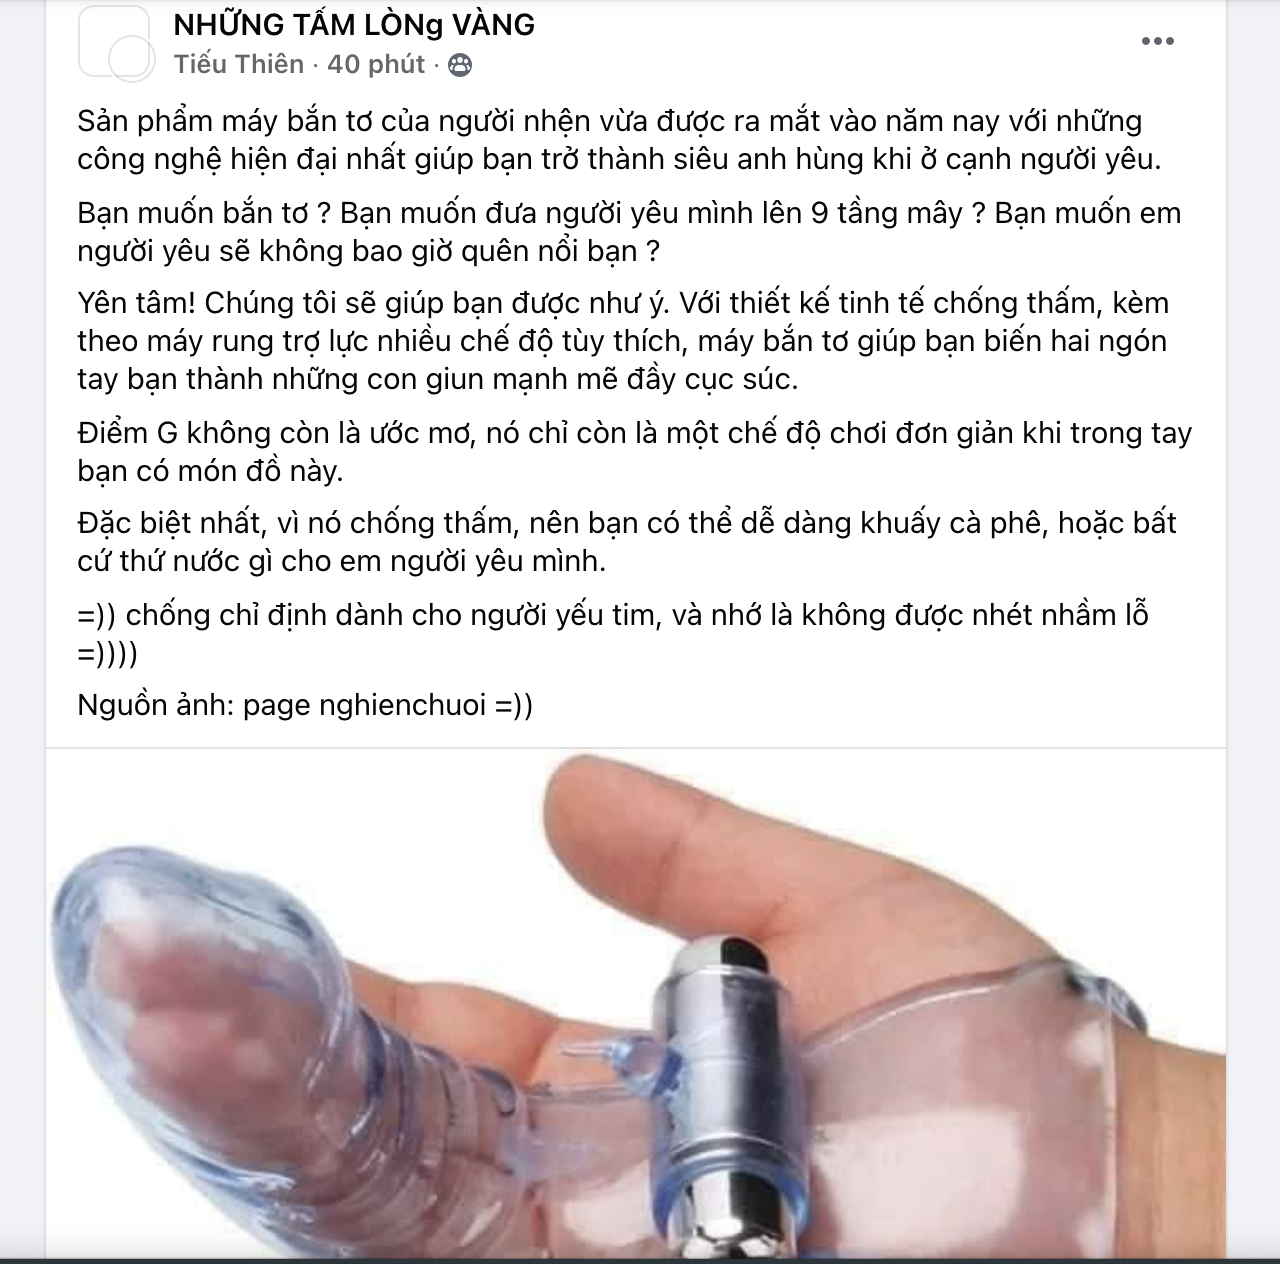 NHỮNG TẤM LÒNg VÀNG
Tiếu Thiên · 40 phút ·
Sản phẩm máy bắn tơ của người nhện vừa được ra mắt vào năm nay với những
công nghệ hiện đại nhất giúp bạn trở thành siêu anh hùng khi ở cạnh người yêu.
Bạn muốn bắn tơ ? Bạn muốn đưa người yêu mình lên 9 tầng mây ? Bạn muốn em
người yêu sẽ không bao giờ quên nổi bạn ?
Yên tâm! Chúng tôi sẽ giúp bạn được như ý. Với thiết kế tinh tế chống thấm, kèm
theo máy rung trợ lực nhiều chế độ tùy thích, máy bắn tơ giúp bạn biến hai ngón
tay bạn thành những con giun mạnh mẽ đầy cục súc.
Điểm G không còn là ước mơ, nó chỉ còn là một chế độ chơi đơn giản khi trong tay
bạn có món đồ này.
Đặc biệt nhất, vì nó chống thấm, nên bạn có thể dễ dàng khuấy cà phê, hoặc bất
cứ thứ nước gì cho em người yêu mình.
=)) chống chỉ định dành cho người yếu tim, và nhớ là không được nhét nhầm lỗ
=))))
Nguồn ảnh: page nghienchuoi =))